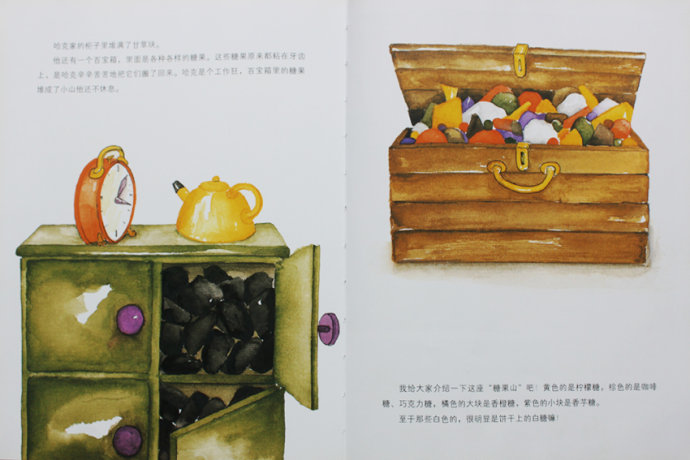 哈克家的柜子里堆满了甘草块。
他还有一个百宝箱,里面是各种各样的糖果。这些糖果原来都粘在牙齿
上,是哈克辛辛苦苦地把它们搬了回来。哈克是个工作狂,百宝箱里的糖果
堆成了小山他还不休息。
我给大家介绍一下这座“糖果山”吧!黄色的是柠檬糖,棕色的是咖啡
糖、巧克力糖,橘色的大块是香橙糖,紫色的小块是香芋糖。
至于那些白色的,很明显是饼干上的白糖嘛!